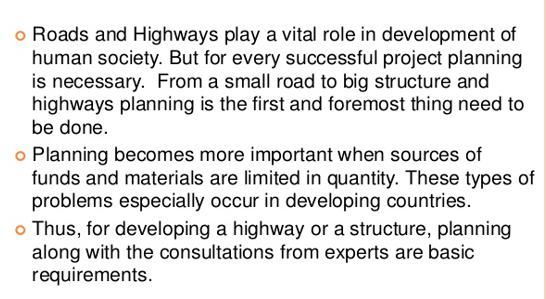 Roads and Highways play a vital role in development of
human society. But for every successful project planning
is necessary.  From a small road to big structure and
highways planning is the first and foremost thing need to
be done.
Planning becomes more important when sources of
funds and materials are limited in quantity. These types of
problems especially occur in developing countries.
Thus, for developing a highway or a structure, planning
along with the consultations from experts are basic
requirements.